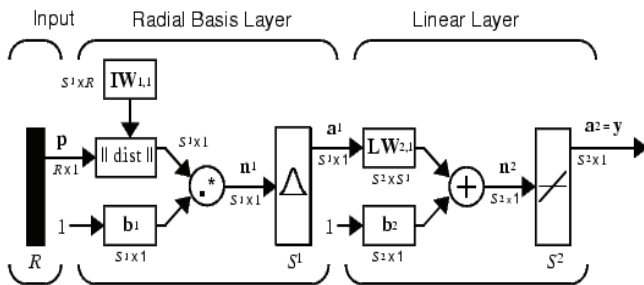 Input Radial Basis Layer Linear Layer
S¹xR IW1,1
p
Rx1
|| dist ||
S¹x1
.*
n¹
S¹x1
a¹
S¹x1
LW2,1
S²xS¹
+
n²
S²x1
a² = y
S²x1
1 b¹
S¹x1
1 b²
S²x1
R S¹ S²